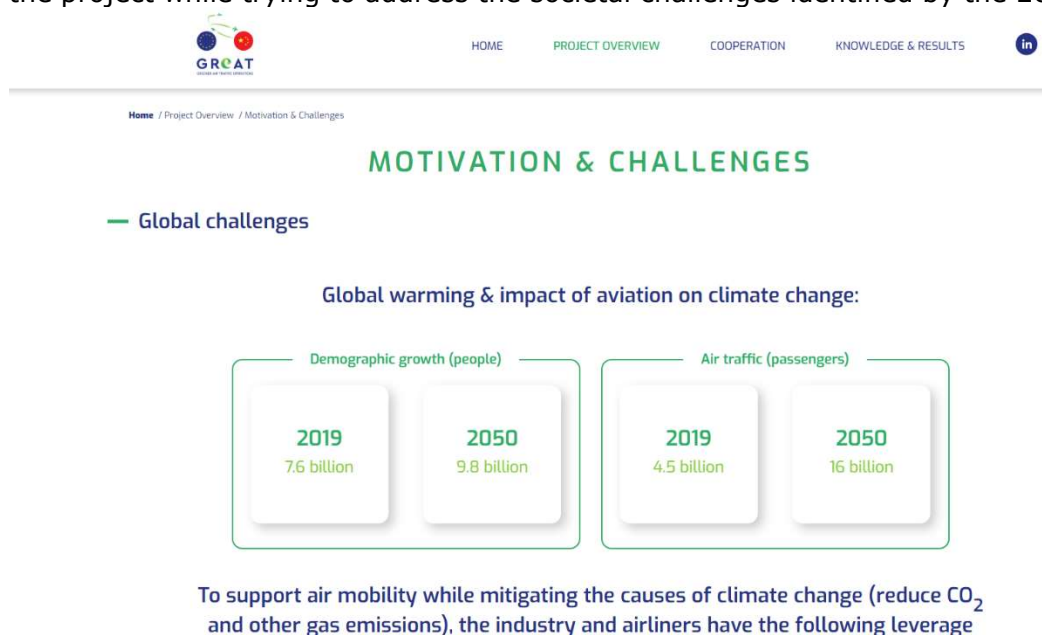 the project while trying to address the societal challenges identified by the
GREAT
HOME PROJECT OVERVIEW COOPERATION KNOWLEDGE & RESULTS in
Home / Project Overview / Motivation & Challenges
MOTIVATION & CHALLENGES
Global challenges
Global warming & impact of aviation on climate change:
Demographic growth (people) Air traffic (passengers)
2019 2050 2019 2050
7.6 billion 9.8 billion 4.5 billion 16 billion
To support air mobility while mitigating the causes of climate change (reduce CO2
and other gas emissions), the industry and airliners have the following leverage